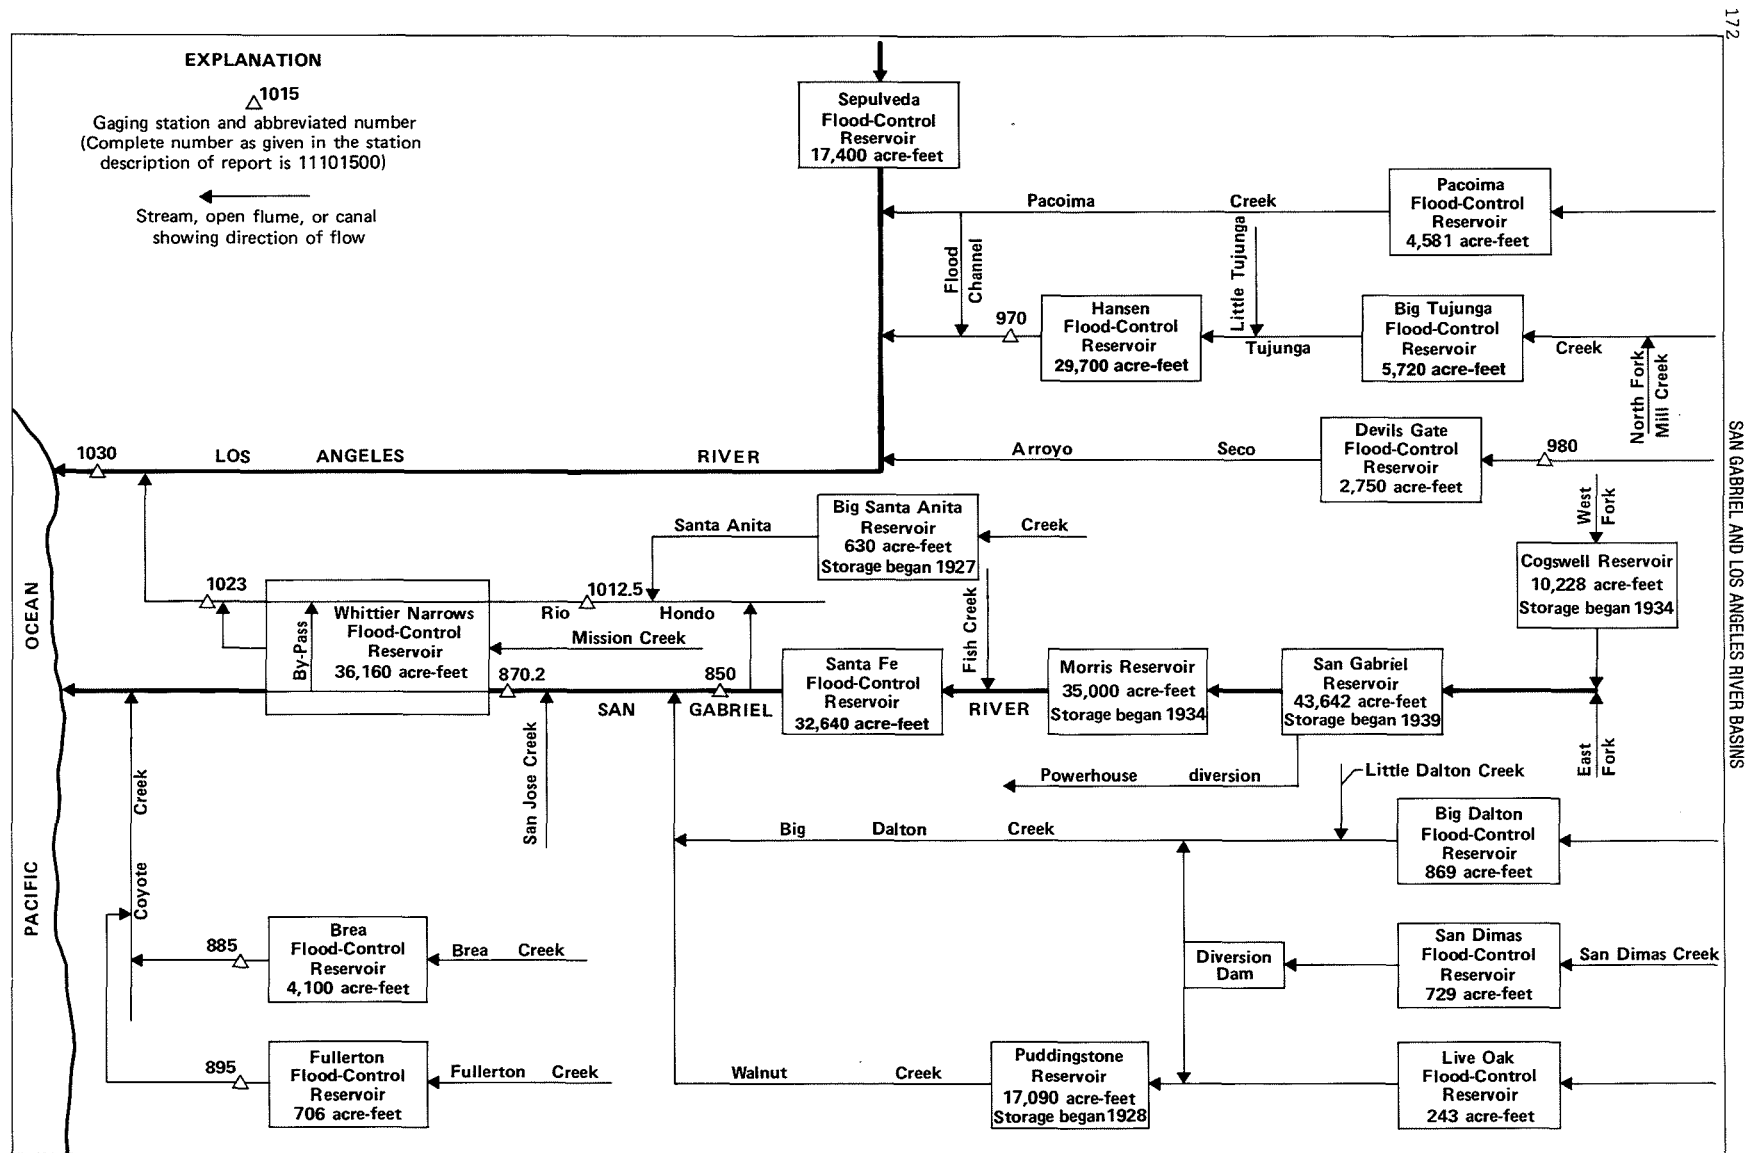 172
SAN GABRIEL AND LOS ANGELES RIVER BASINS
EXPLANATION
1015
Gaging station and abbreviated number
(Complete number as given in the station
description of report is 11101500)
Stream, open flume, or canal
showing direction of flow
Sepulveda
Flood-Control
Reservoir
17,400 acre-feet
Pacoima Creek
Pacoima
Flood-Control
Reservoir
4,581 acre-feet
Flood
Channel
Little Tujunga
970
Hansen
Flood-Control
Reservoir
29,700 acre-feet
Tujunga
Big Tujunga
Flood-Control
Reservoir
5,720 acre-feet
Creek
North Fork
Mill Creek
1030
LOS ANGELES RIVER
Arroyo Seco
Devils Gate
Flood-Control
Reservoir
2,750 acre-feet
980
Santa Anita
Big Santa Anita
Reservoir
630 acre-feet
Storage began 1927
Creek
West
Fork
Cogswell Reservoir
10,228 acre-feet
Storage began 1934
1023
Whittier Narrows
Flood-Control
Reservoir
36,160 acre-feet
By-Pass
1012.5
Rio Hondo
Mission Creek
870.2
850
SAN GABRIEL
Santa Fe
Flood-Control
Reservoir
32,640 acre-feet
Fish Creek
RIVER
Morris Reservoir
35,000 acre-feet
Storage began 1934
San Gabriel
Reservoir
43,642 acre-feet
Storage began 1939
East
Fork
OCEAN
PACIFIC
San Jose Creek
Powerhouse diversion
Little Dalton Creek
Coyote Creek
Big Dalton Creek
Big Dalton
Flood-Control
Reservoir
869 acre-feet
885
Brea
Flood-Control
Reservoir
4,100 acre-feet
Brea Creek
Diversion
Dam
San Dimas
Flood-Control
Reservoir
729 acre-feet
San Dimas Creek
895
Fullerton
Flood-Control
Reservoir
706 acre-feet
Fullerton Creek
Walnut Creek
Puddingstone
Reservoir
17,090 acre-feet
Storage began 1928
Live Oak
Flood-Control
Reservoir
243 acre-feet